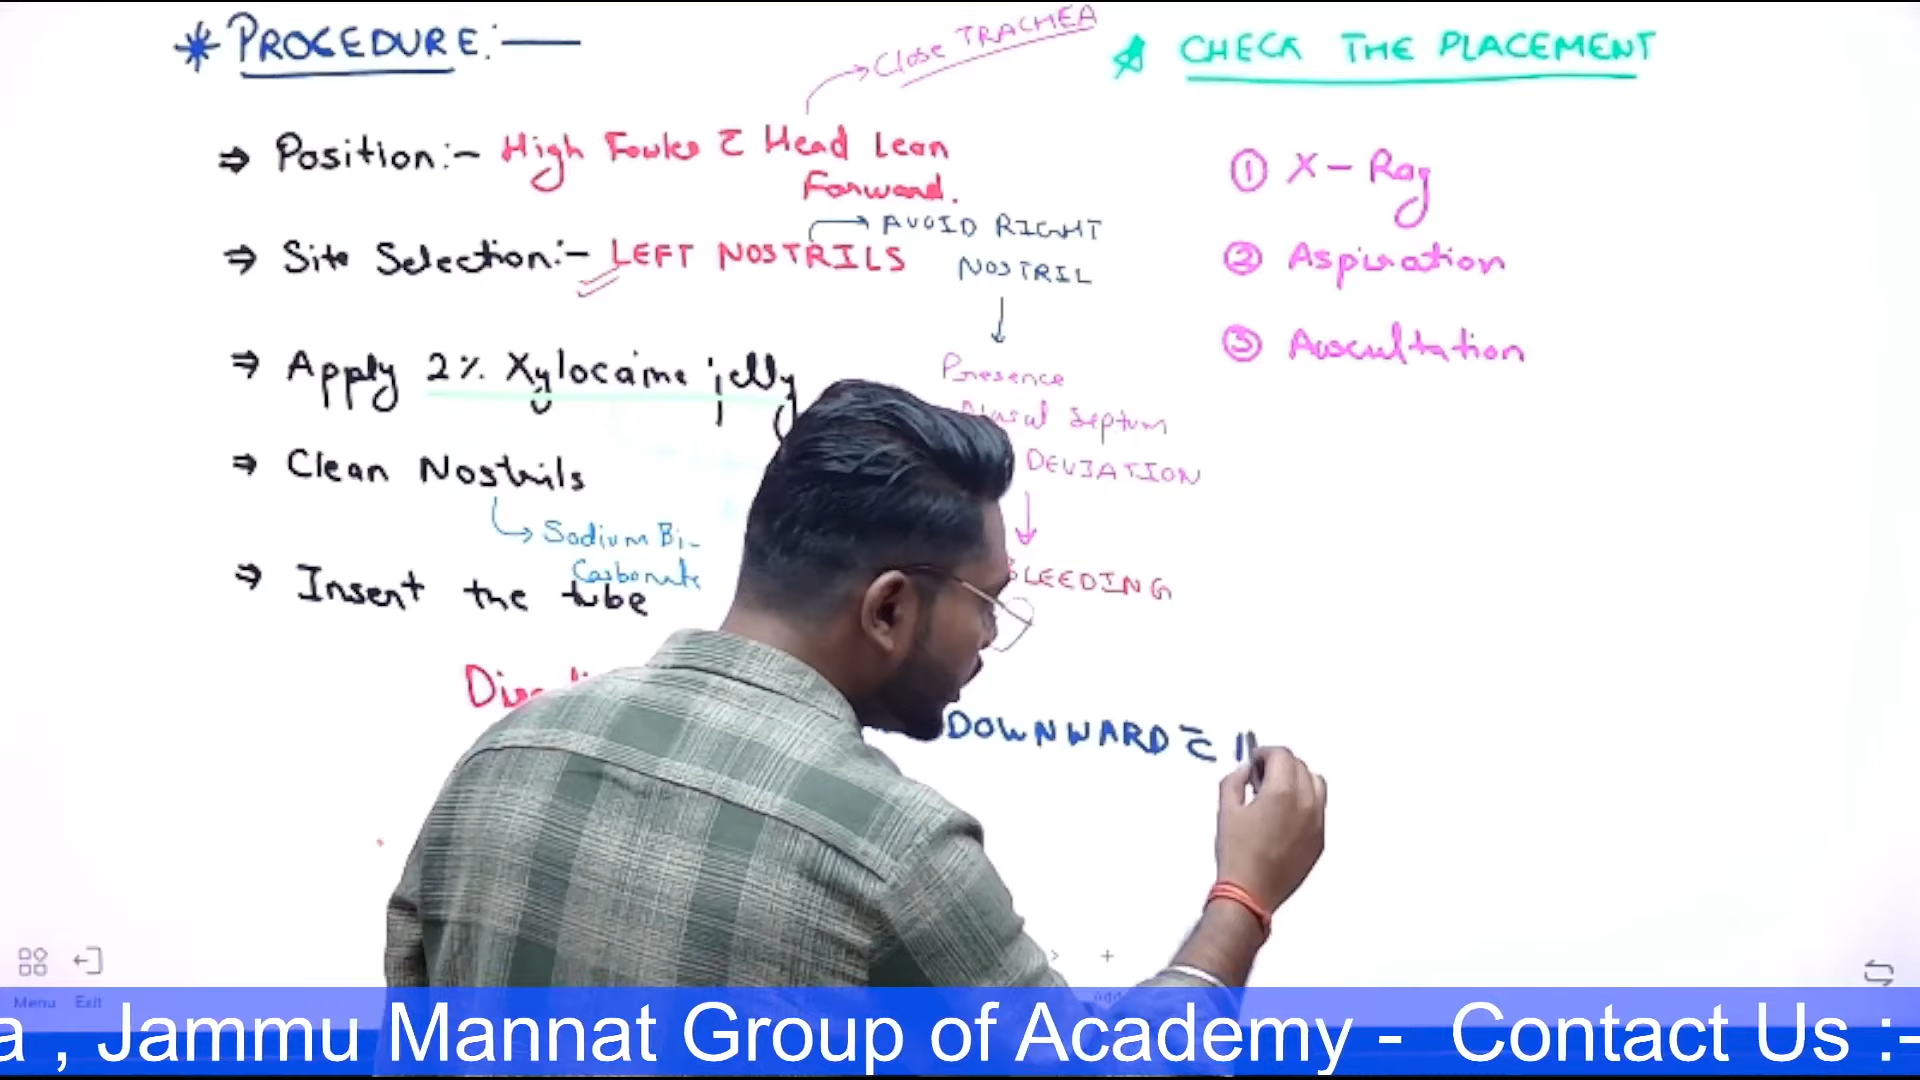 * PROCEDURE:—
Close TRACHEA
⇒ Position:- High Fowler c̄ Head Lean
Forward.
⇒ Site Selection:- LEFT NOSTRILS
AVOID RIGHT
NOSTRIL
Presence
Nasal Septum
DEVIATION
BLEEDING
⇒ Apply 2% Xylocaine jelly
⇒ Clean Nostrils
Sodium Bi-
Carbonate
⇒ Insert the tube
DOWNWARD c̄
☆ CHECK THE PLACEMENT
① X-Ray
② Aspiration
③ Auscultation
Menu Exit
a , Jammu Mannat Group of Academy - Contact Us :-